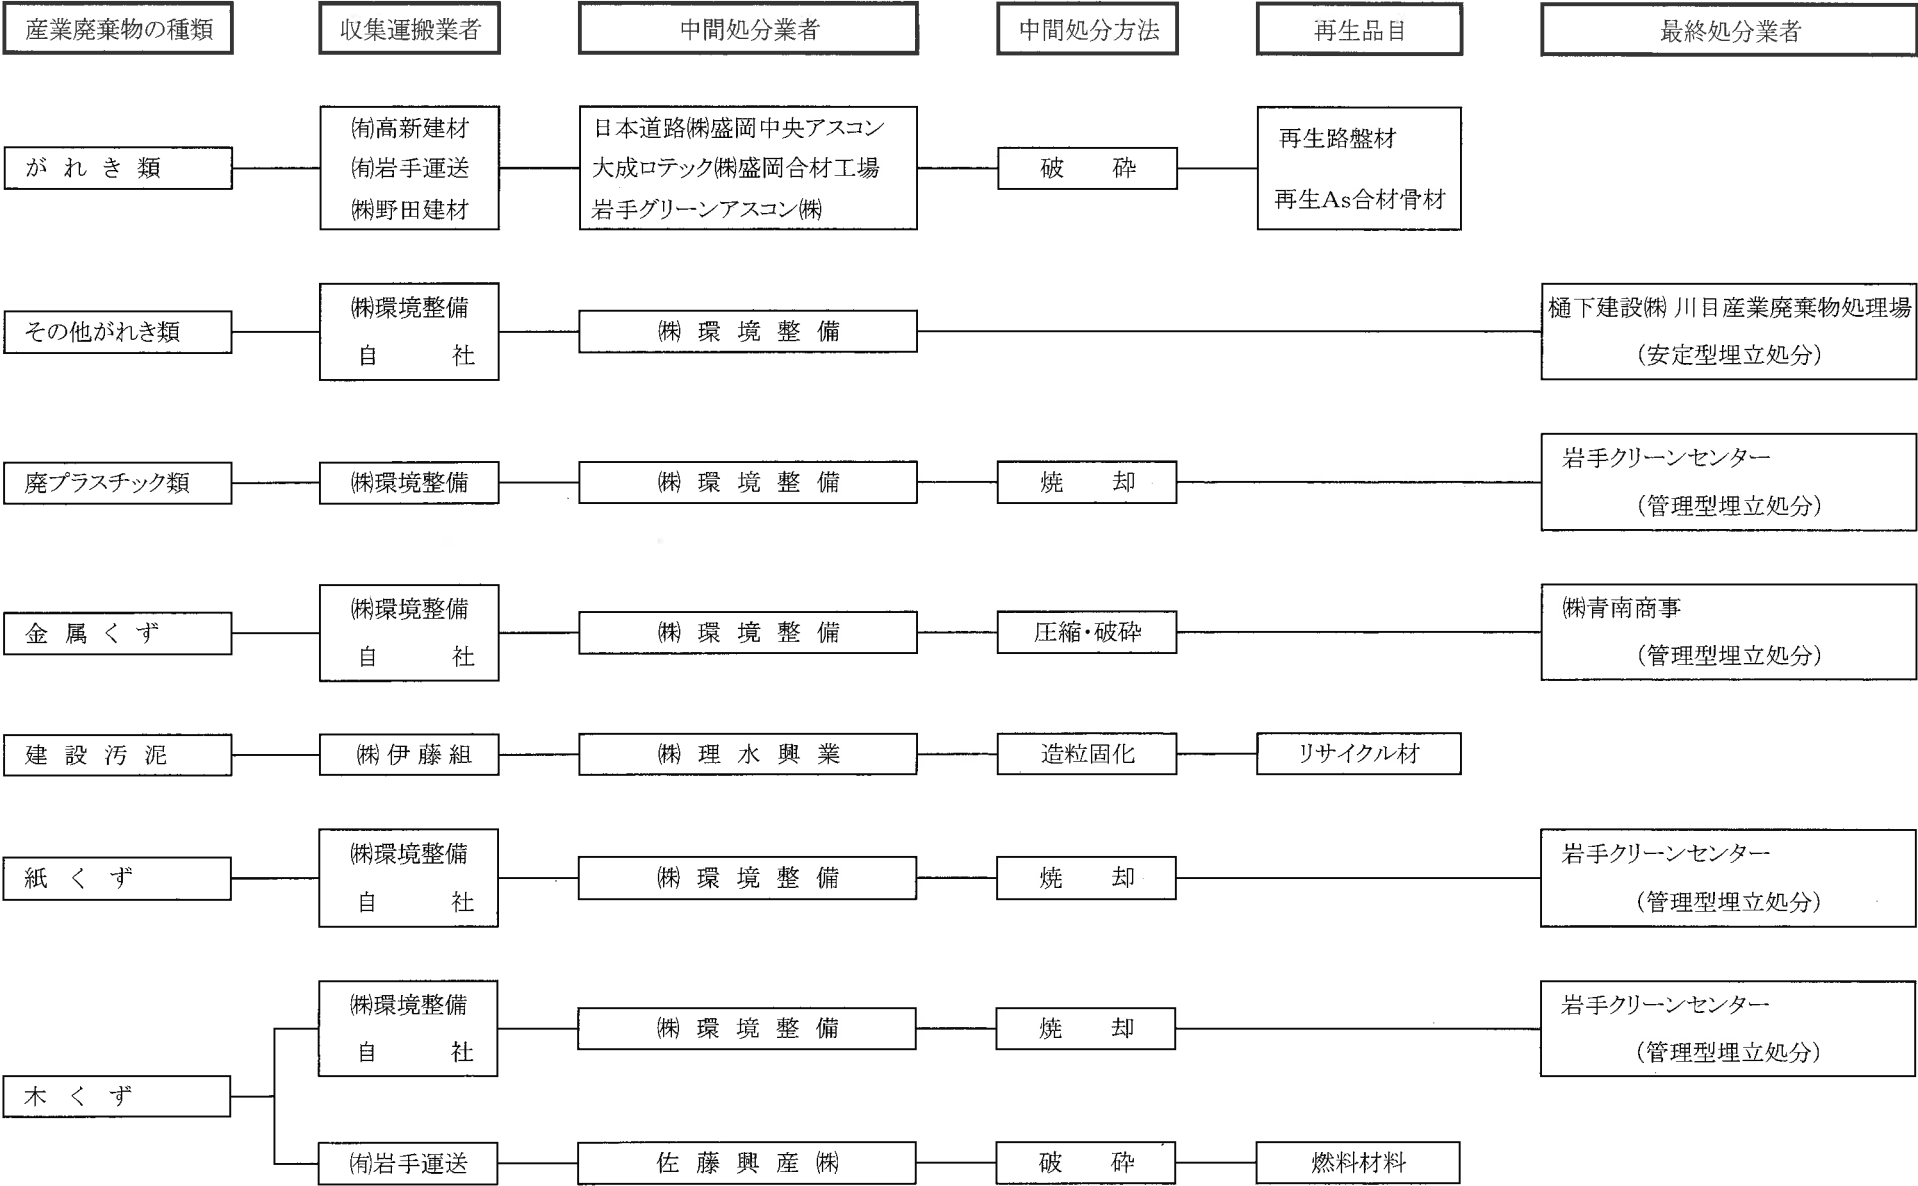 産業廃棄物の種類
収集運搬業者
中間処分業者
中間処分方法
再生品目
最終処分業者
がれき類
㈲高新建材
㈲岩手運送
㈱野田建材
日本道路㈱盛岡中央アスコン
大成ロテック㈱盛岡合材工場
岩手グリーンアスコン㈱
破砕
再生路盤材
再生As合材骨材
その他がれき類
㈱環境整備
自社
㈱環境整備
樋下建設㈱ 川目産業廃棄物処理場
（安定型埋立処分）
廃プラスチック類
㈱環境整備
㈱環境整備
焼却
岩手クリーンセンター
（管理型埋立処分）
金属くず
㈱環境整備
自社
㈱環境整備
圧縮・破砕
㈱青南商事
（管理型埋立処分）
建設汚泥
㈱伊藤組
㈱理水興業
造粒固化
リサイクル材
紙くず
㈱環境整備
自社
㈱環境整備
焼却
岩手クリーンセンター
（管理型埋立処分）
木くず
㈱環境整備
自社
㈱環境整備
焼却
岩手クリーンセンター
（管理型埋立処分）
㈲岩手運送
佐藤興産㈱
破砕
燃料材料